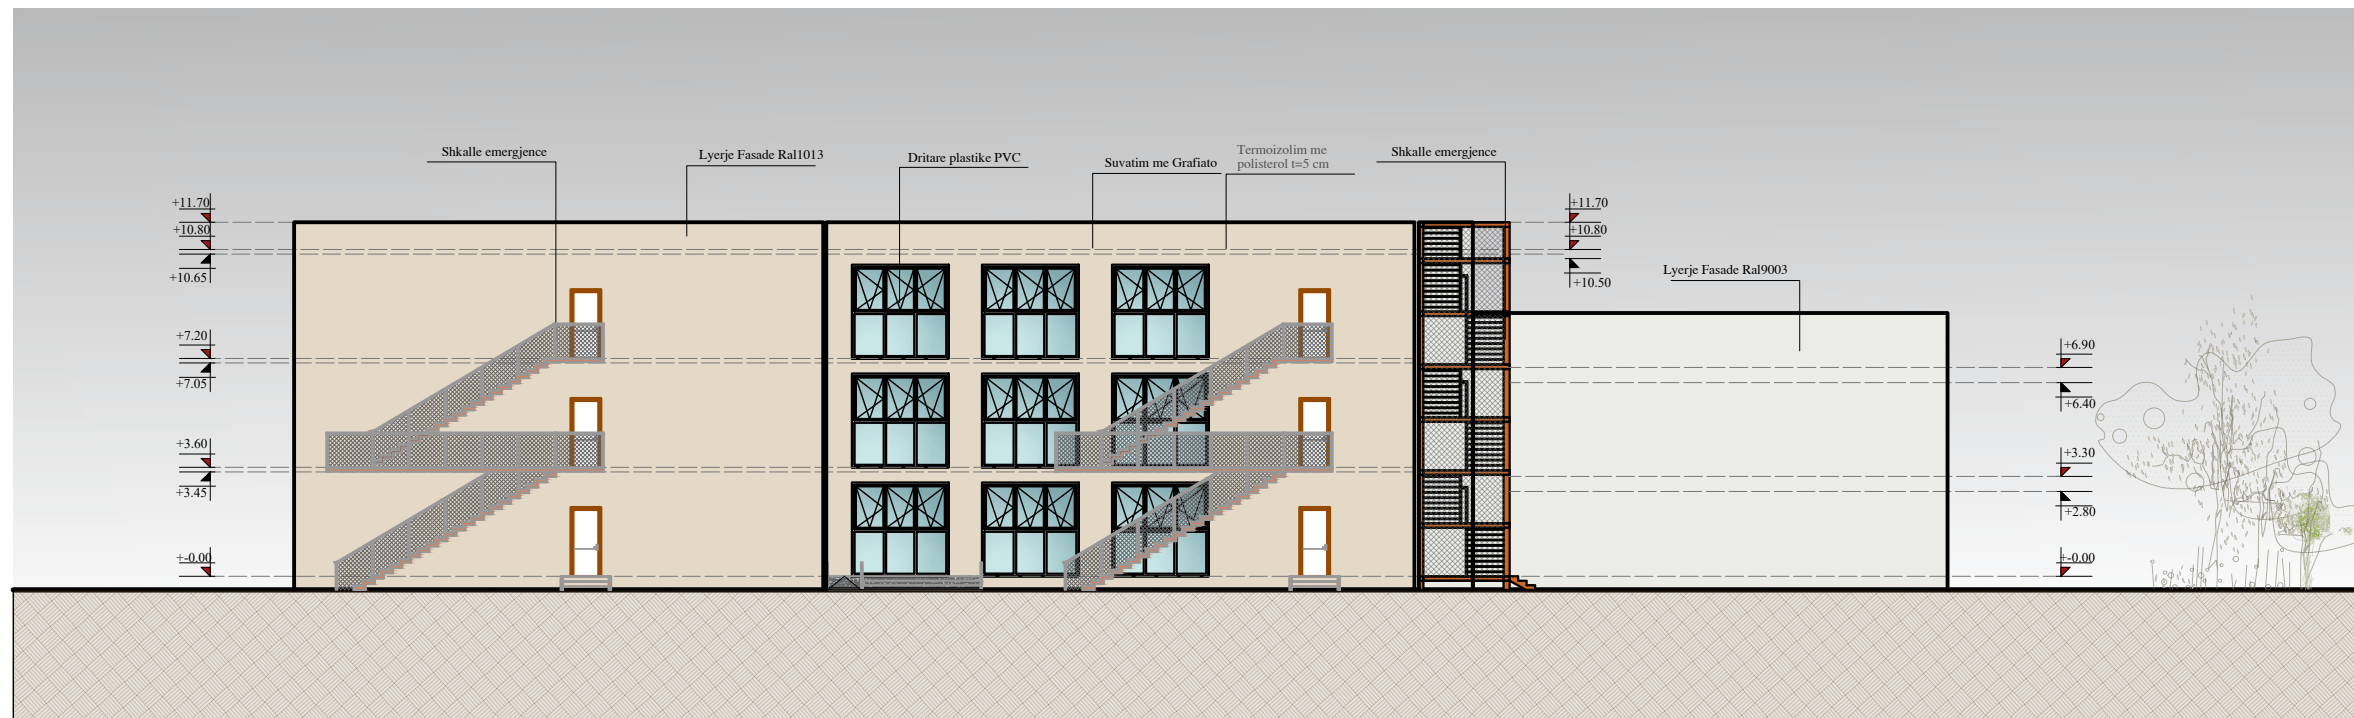 Shkalle emergjence
Lyerje Fasade Ral1013
Dritare plastike PVC
Suvatim me Grafiato
Termoizolim me
polisterol t=5 cm
Shkalle emergjence
+11.70
+10.80
+10.65
+7.20
+7.05
+3.60
+3.45
+-0.00
+11.70
+10.80
+10.50
Lyerje Fasade Ral9003
+6.90
+6.40
+3.30
+2.80
+-0.00